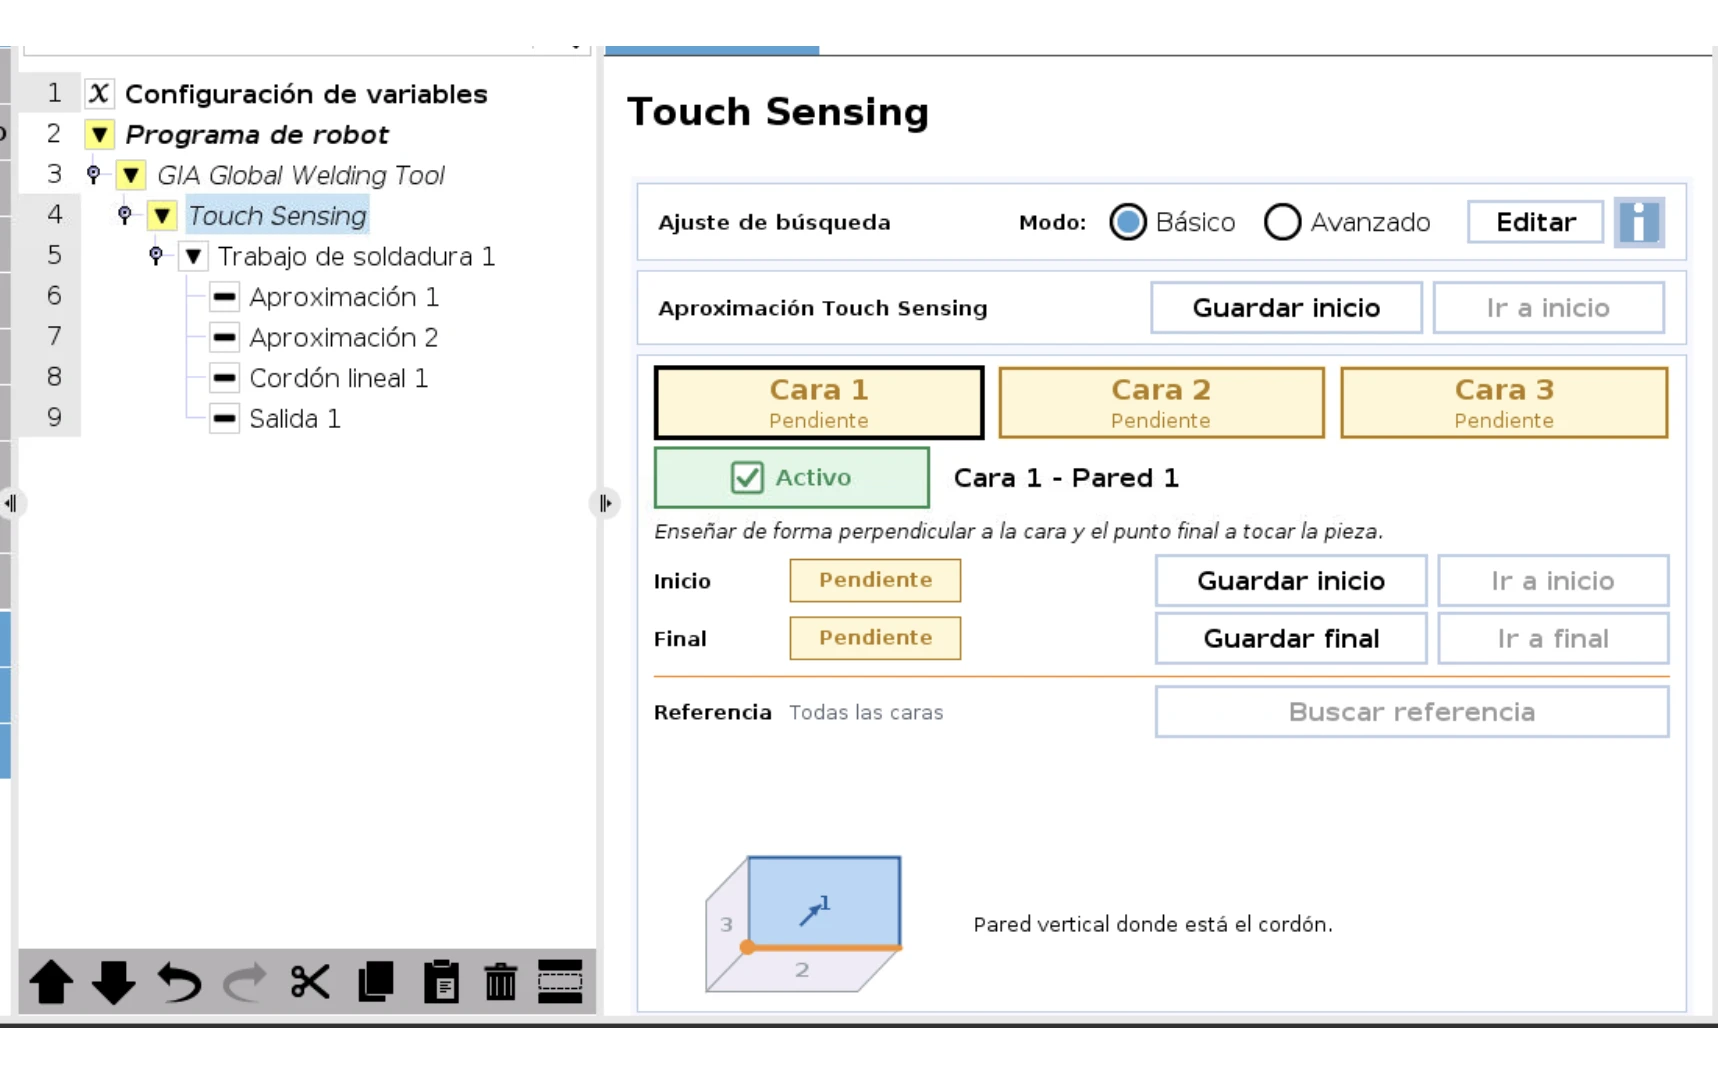 1 X Configuración de variables
2 Programa de robot
3 GIA Global Welding Tool
4 Touch Sensing
5 Trabajo de soldadura 1
6 Aproximación 1
7 Aproximación 2
8 Cordón lineal 1
9 Salida 1
Touch Sensing
Ajuste de búsqueda Modo: Básico Avanzado Editar i
Aproximación Touch Sensing Guardar inicio Ir a inicio
Cara 1 Cara 2 Cara 3
Pendiente Pendiente Pendiente
Activo Cara 1 - Pared 1
Enseñar de forma perpendicular a la cara y el punto final a tocar la pieza.
Inicio Pendiente Guardar inicio Ir a inicio
Final Pendiente Guardar final Ir a final
Referencia Todas las caras Buscar referencia
1
3 Pared vertical donde está el cordón.
2